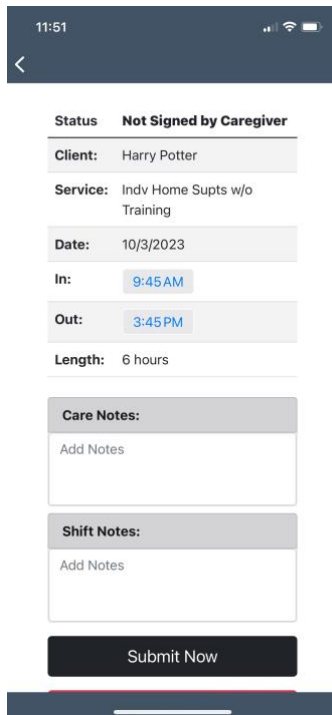 11:51
Status Not Signed by Caregiver
Client: Harry Potter
Service: Indv Home Supts w/o
Training
Date: 10/3/2023
In: 9:45 AM
Out: 3:45 PM
Length: 6 hours
Care Notes:
Add Notes
Shift Notes:
Add Notes
Submit Now